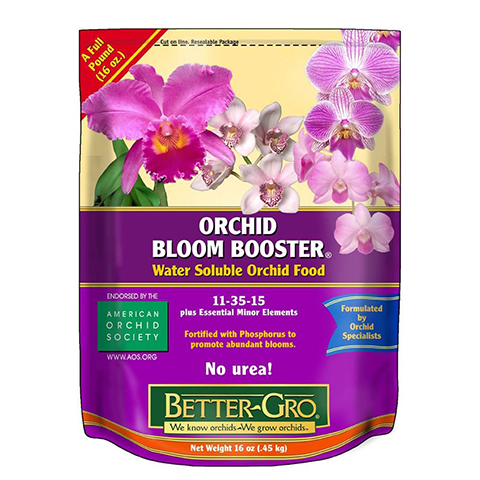 Cut on line. Resealable Package
A Full
Pound
(16 oz.)
ORCHID
BLOOM BOOSTER®
Water Soluble Orchid Food
ENDORSED BY THE
AMERICAN
ORCHID
SOCIETY
WWW.AOS.ORG
11-35-15
plus Essential Minor Elements
Fortified with Phosphorus to
promote abundant blooms.
Formulated
by
Orchid
Specialists
No urea!
BETTER-GRO®
We know orchids~We grow orchids™
Net Weight 16 oz (.45 kg)